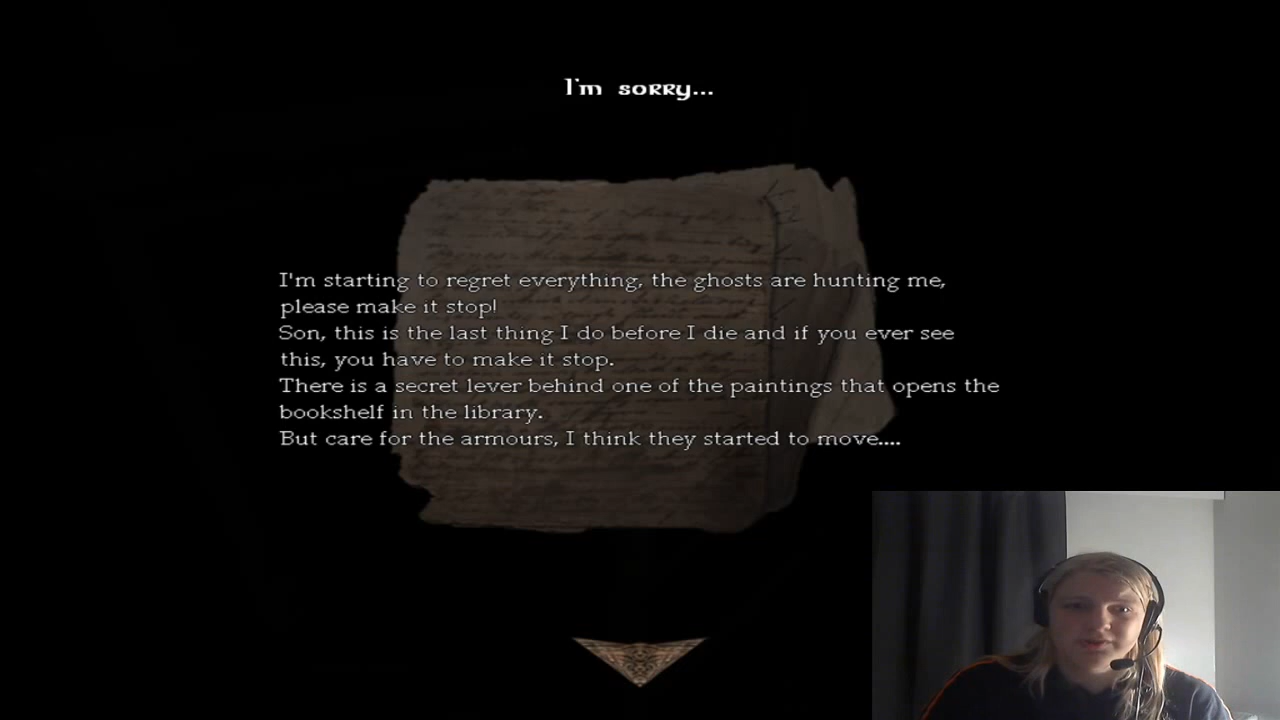 I'm sorry...
I'm starting to regret everything, the ghosts are hunting me,
please make it stop!
Son, this is the last thing I do before I die and if you ever see
this, you have to make it stop.
There is a secret lever behind one of the paintings that opens the
bookshelf in the library.
But care for the armours, I think they started to move....